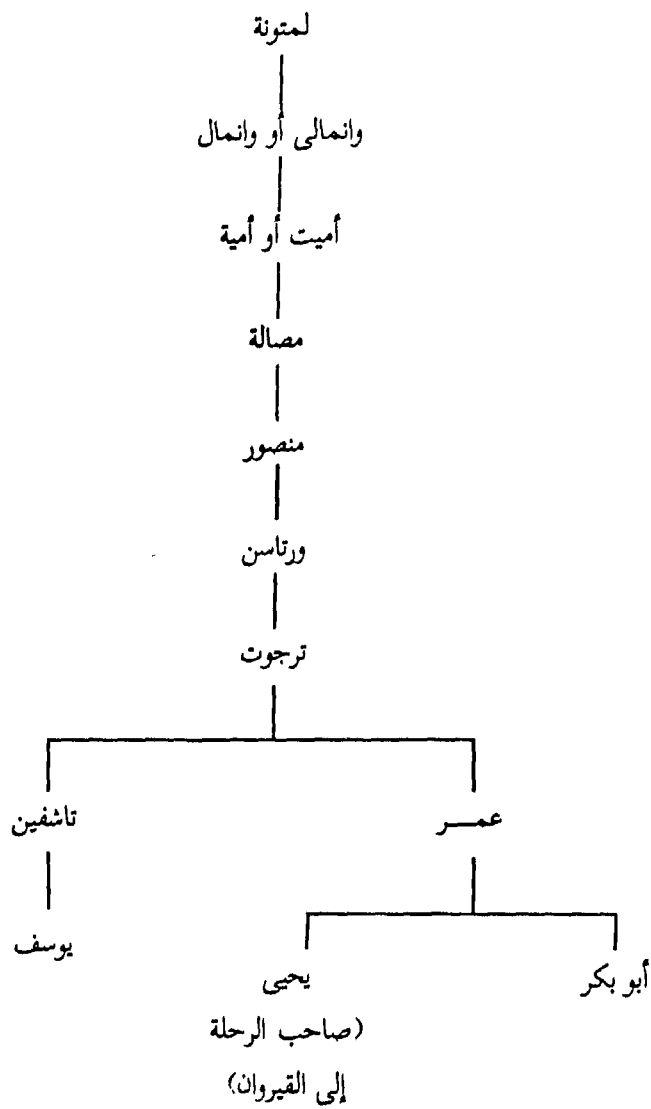 لمتونة
وانمالى أو وانمال
أميت أو أمية
مصالة
منصور
ورتاسن
ترجوت
عمـــر
تاشفين
أبو بكر
يحيى
(صاحب الرحلة
إلى القيروان)
يوسف